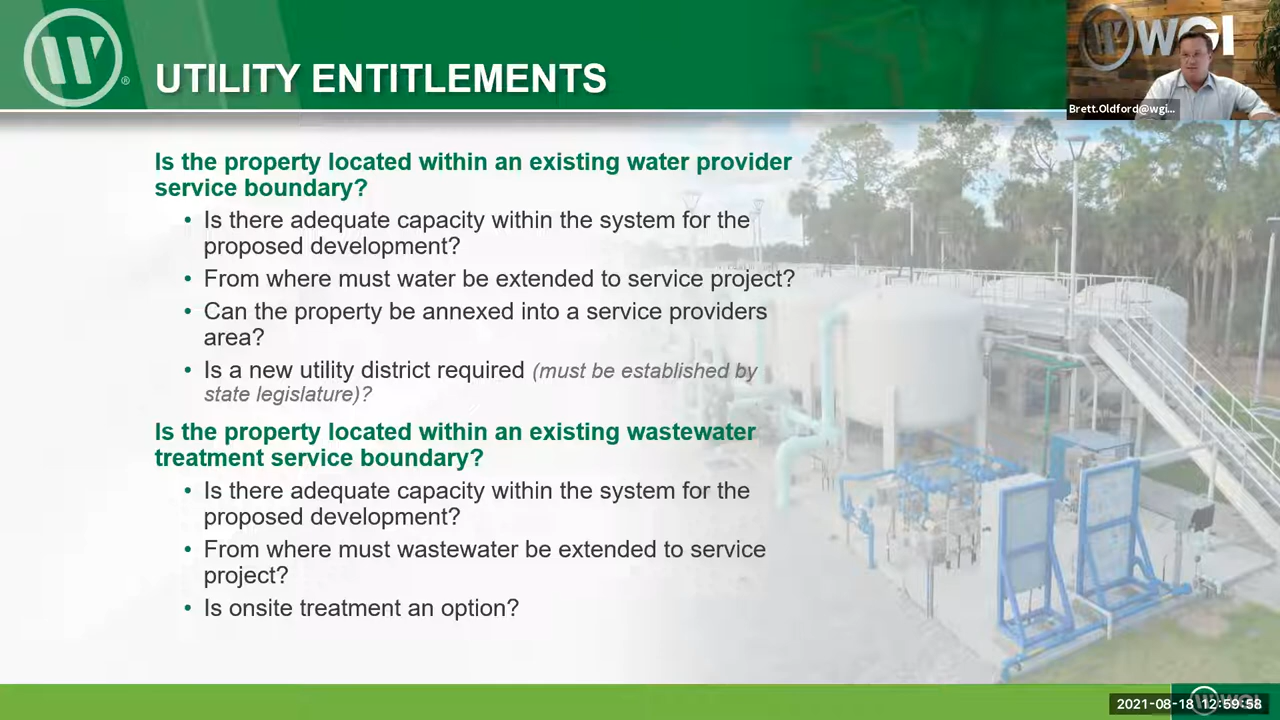 WGI
Brett.Oldford@wgi...
W
®
UTILITY ENTITLEMENTS
Is the property located within an existing water provider
service boundary?
• Is there adequate capacity within the system for the
proposed development?
• From where must water be extended to service project?
• Can the property be annexed into a service providers
area?
• Is a new utility district required (must be established by
state legislature)?
Is the property located within an existing wastewater
treatment service boundary?
• Is there adequate capacity within the system for the
proposed development?
• From where must wastewater be extended to service
project?
• Is onsite treatment an option?
WGI
2021-08-18 12:59:58